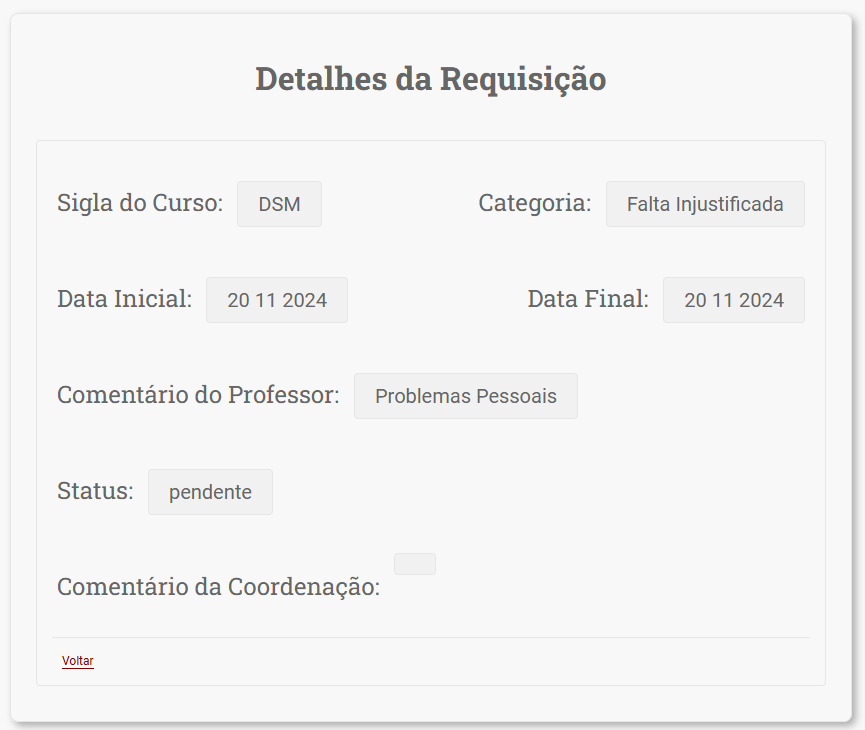 Detalhes da Requisição
Sigla do Curso: DSM Categoria: Falta Injustificada
Data Inicial: 20 11 2024 Data Final: 20 11 2024
Comentário do Professor: Problemas Pessoais
Status: pendente
Comentário da Coordenação:
Voltar